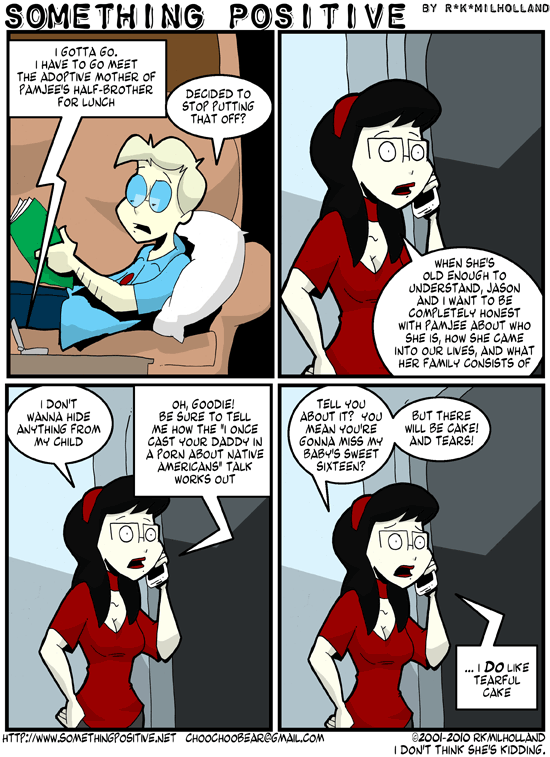 SOMETHING POSITIVE BY R*K*MILHOLLAND
I GOTTA GO.
I HAVE TO GO MEET
THE ADOPTIVE MOTHER OF
PAMJEE'S HALF-BROTHER
FOR LUNCH
DECIDED TO
STOP PUTTING
THAT OFF?
WHEN SHE'S
OLD ENOUGH TO
UNDERSTAND, JASON
AND I WANT TO BE
COMPLETELY HONEST
WITH PAMJEE ABOUT WHO
SHE IS, HOW SHE CAME
INTO OUR LIVES, AND WHAT
HER FAMILY CONSISTS OF
I DON'T
WANNA HIDE
ANYTHING FROM
MY CHILD
OH, GOODIE!
BE SURE TO TELL
ME HOW THE "I ONCE
CAST YOUR DADDY IN
A PORN ABOUT NATIVE
AMERICANS" TALK
WORKS OUT
TELL YOU
ABOUT IT? YOU
MEAN YOU'RE
GONNA MISS MY
BABY'S SWEET
SIXTEEN?
BUT THERE
WILL BE CAKE!
AND TEARS!
... I DO LIKE
TEARFUL
CAKE
HTTP://WWW.SOMETHINGPOSITIVE.NET CHOOCHOOBEAR@GMAIL.COM ©2001-2010 RKMILHOLLAND
I DON'T THINK SHE'S KIDDING.